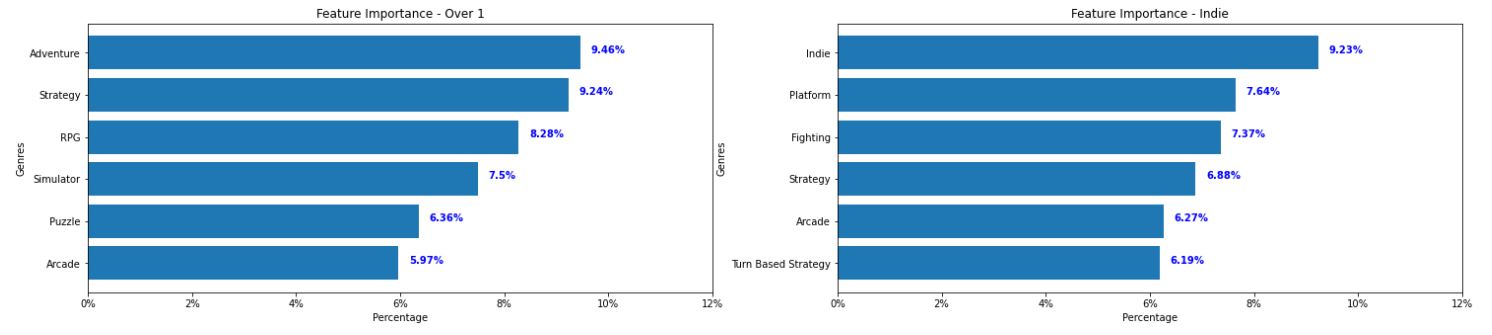 Feature Importance - Over 1
Genres
Adventure
9.46%
Strategy
9.24%
RPG
8.28%
Simulator
7.5%
Puzzle
6.36%
Arcade
5.97%
0% 2% 4% 6% 8% 10% 12%
Percentage
Feature Importance - Indie
Genres
Indie
9.23%
Platform
7.64%
Fighting
7.37%
Strategy
6.88%
Arcade
6.27%
Turn Based Strategy
6.19%
0% 2% 4% 6% 8% 10% 12%
Percentage